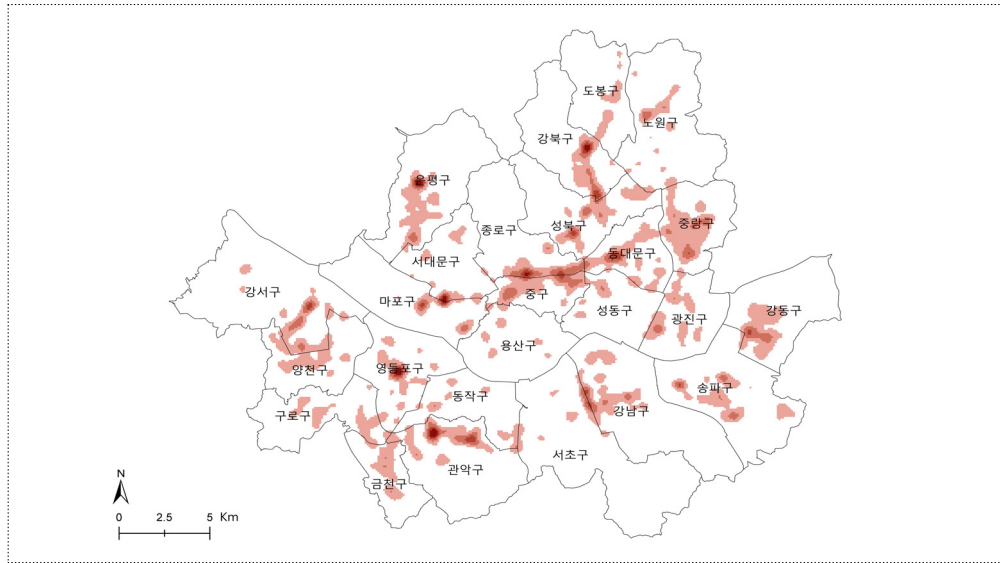 도봉구
노원구
강북구
은평구
중랑구
성북구
종로구
동대문구
서대문구
강서구
중구
마포구
성동구
강동구
광진구
용산구
영등포구
양천구
송파구
동작구
강남구
구로구
서초구
관악구
금천구
N
0 2.5 5 Km